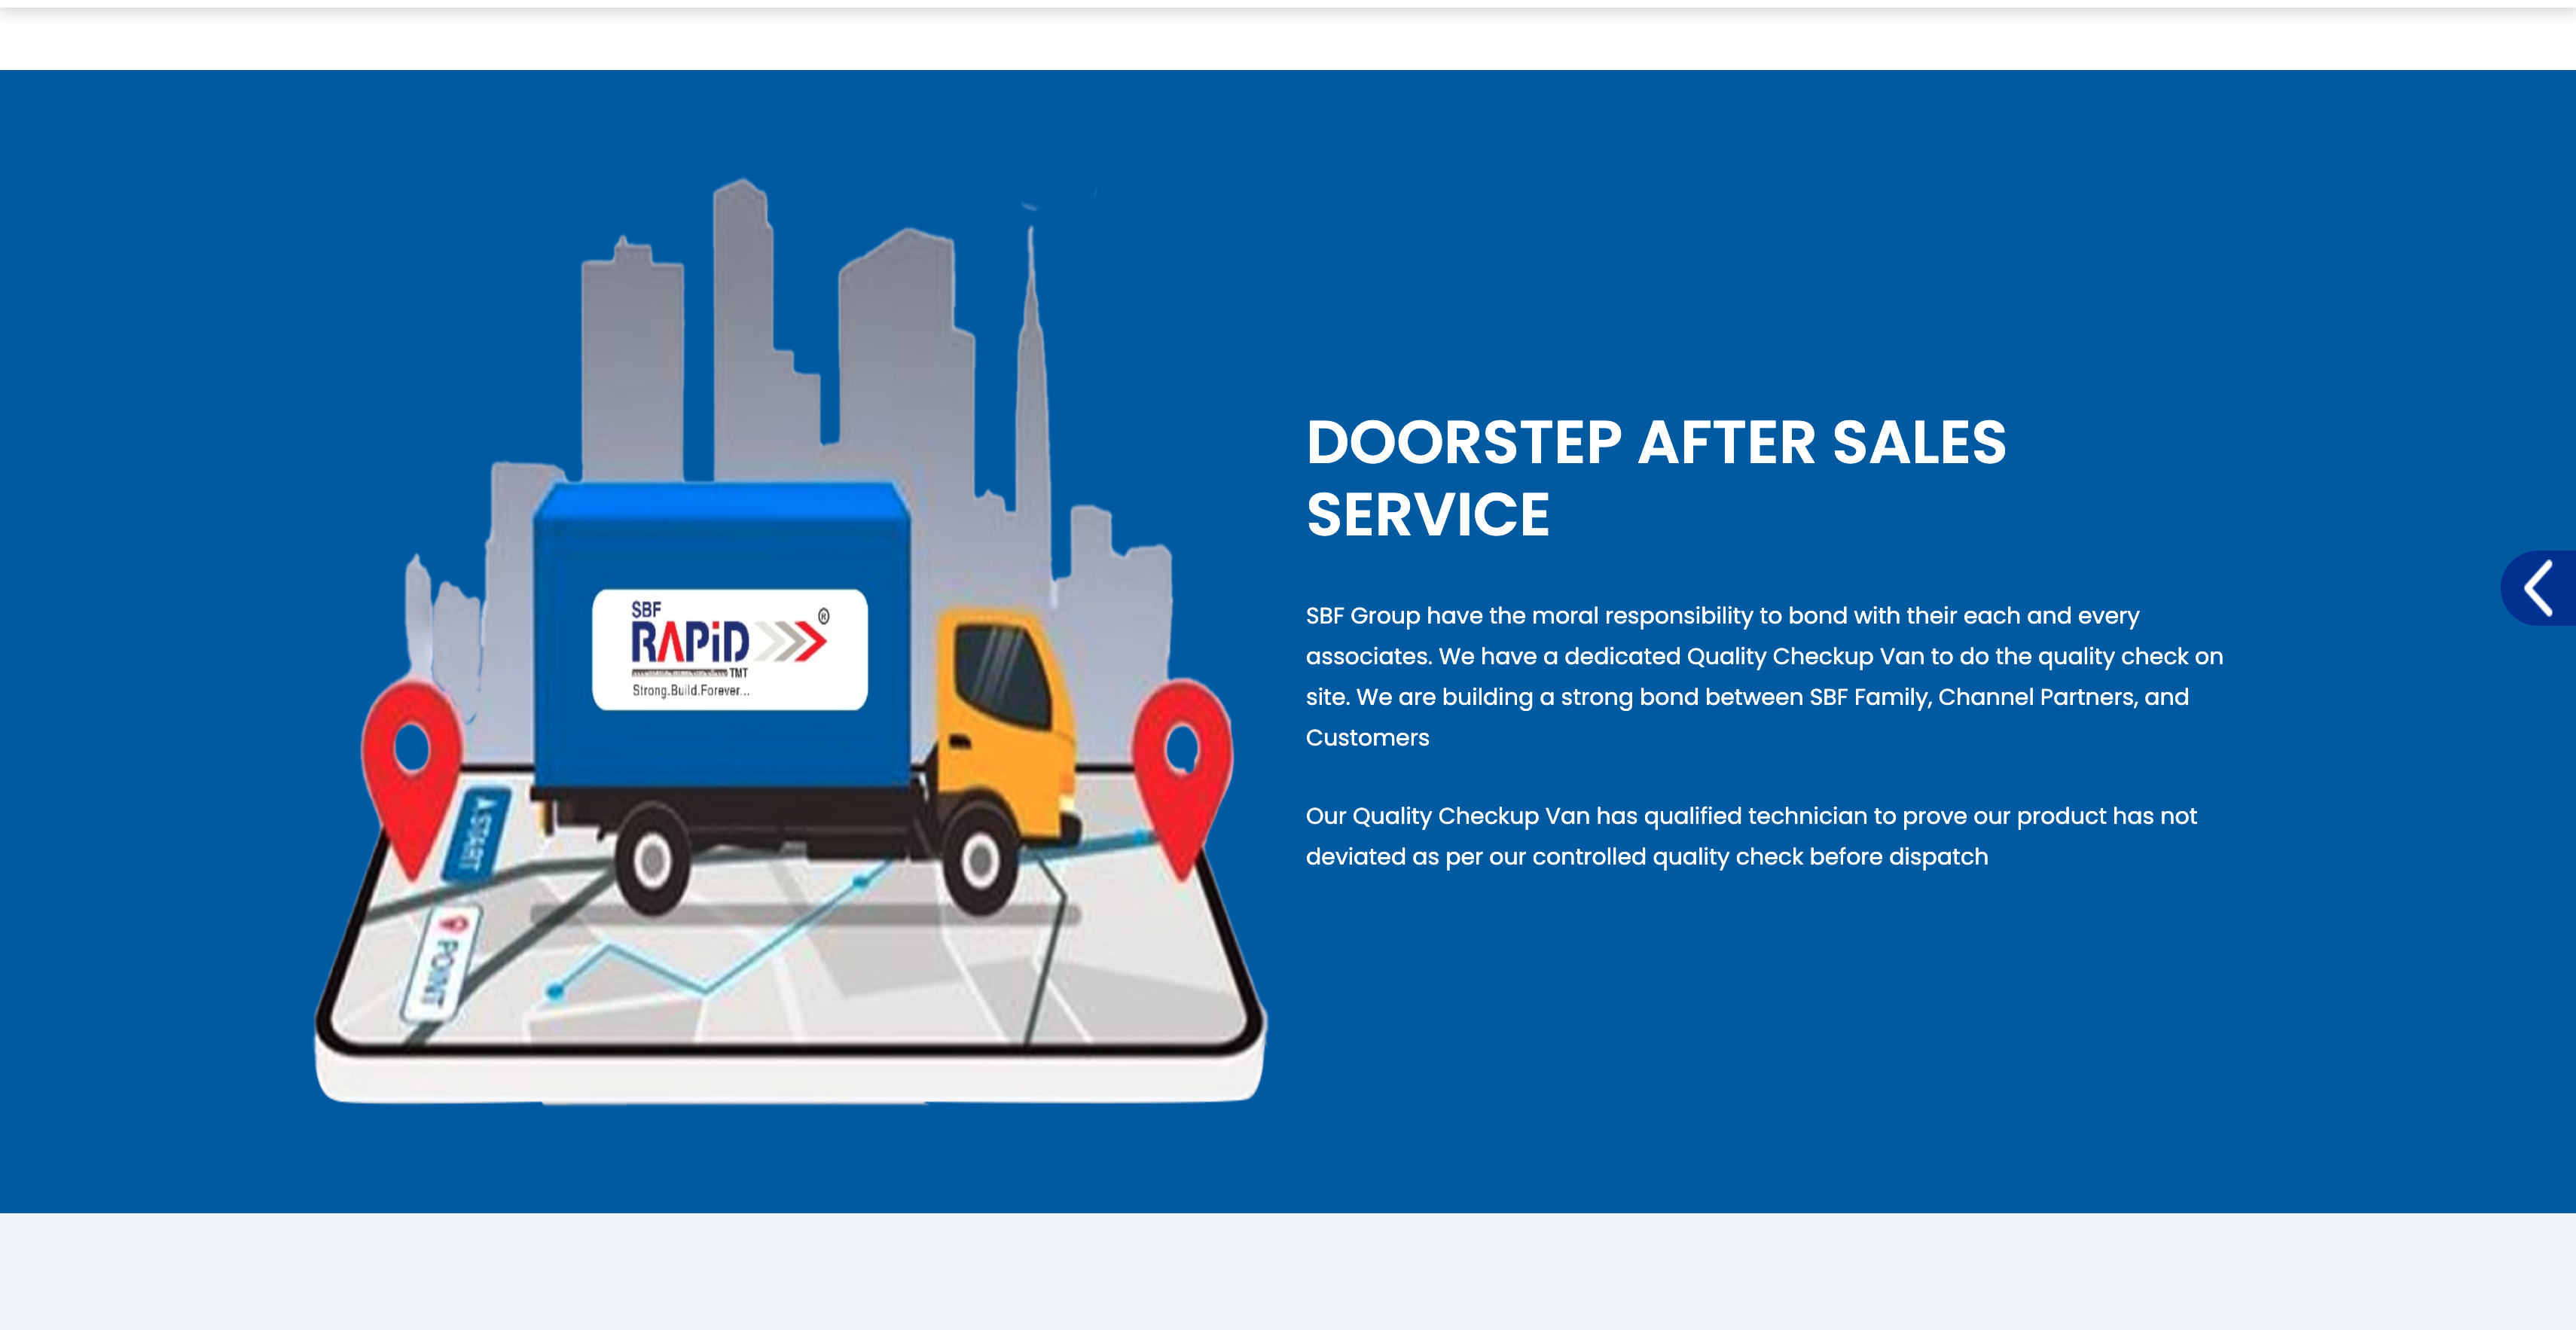 DOORSTEP AFTER SALES
SERVICE
SBF Group have the moral responsibility to bond with their each and every
associates. We have a dedicated Quality Checkup Van to do the quality check on
site. We are building a strong bond between SBF Family, Channel Partners, and
Customers
Our Quality Checkup Van has qualified technician to prove our product has not
deviated as per our controlled quality check before dispatch
SBF
RAPiD
®
TMT
Strong.Build.Forever...
A START
POINT